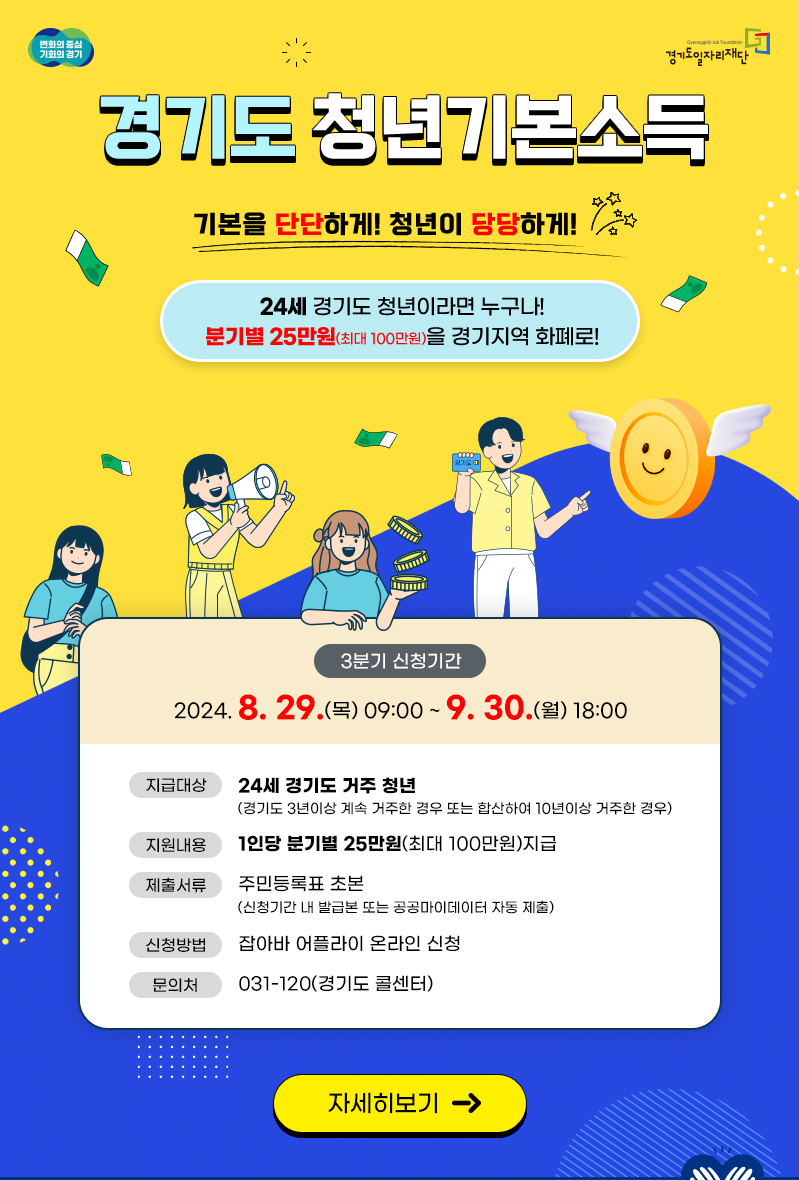 변화의 중심
기회의 경기
Gyeonggido Job Foundation
경기도일자리재단
경기도 청년기본소득
기본을 단단하게! 청년이 당당하게!
24세 경기도 청년이라면 누구나!
분기별 25만원(최대 100만원)을 경기지역 화폐로!
경기도
3분기 신청기간
2024. 8. 29.(목) 09:00 ~ 9. 30.(월) 18:00
지급대상 24세 경기도 거주 청년
(경기도 3년이상 계속 거주한 경우 또는 합산하여 10년이상 거주한 경우)
지원내용 1인당 분기별 25만원(최대 100만원)지급
제출서류 주민등록표 초본
(신청기간 내 발급본 또는 공공마이데이터 자동 제출)
신청방법 잡아바 어플라이 온라인 신청
문의처 031-120(경기도 콜센터)
자세히보기